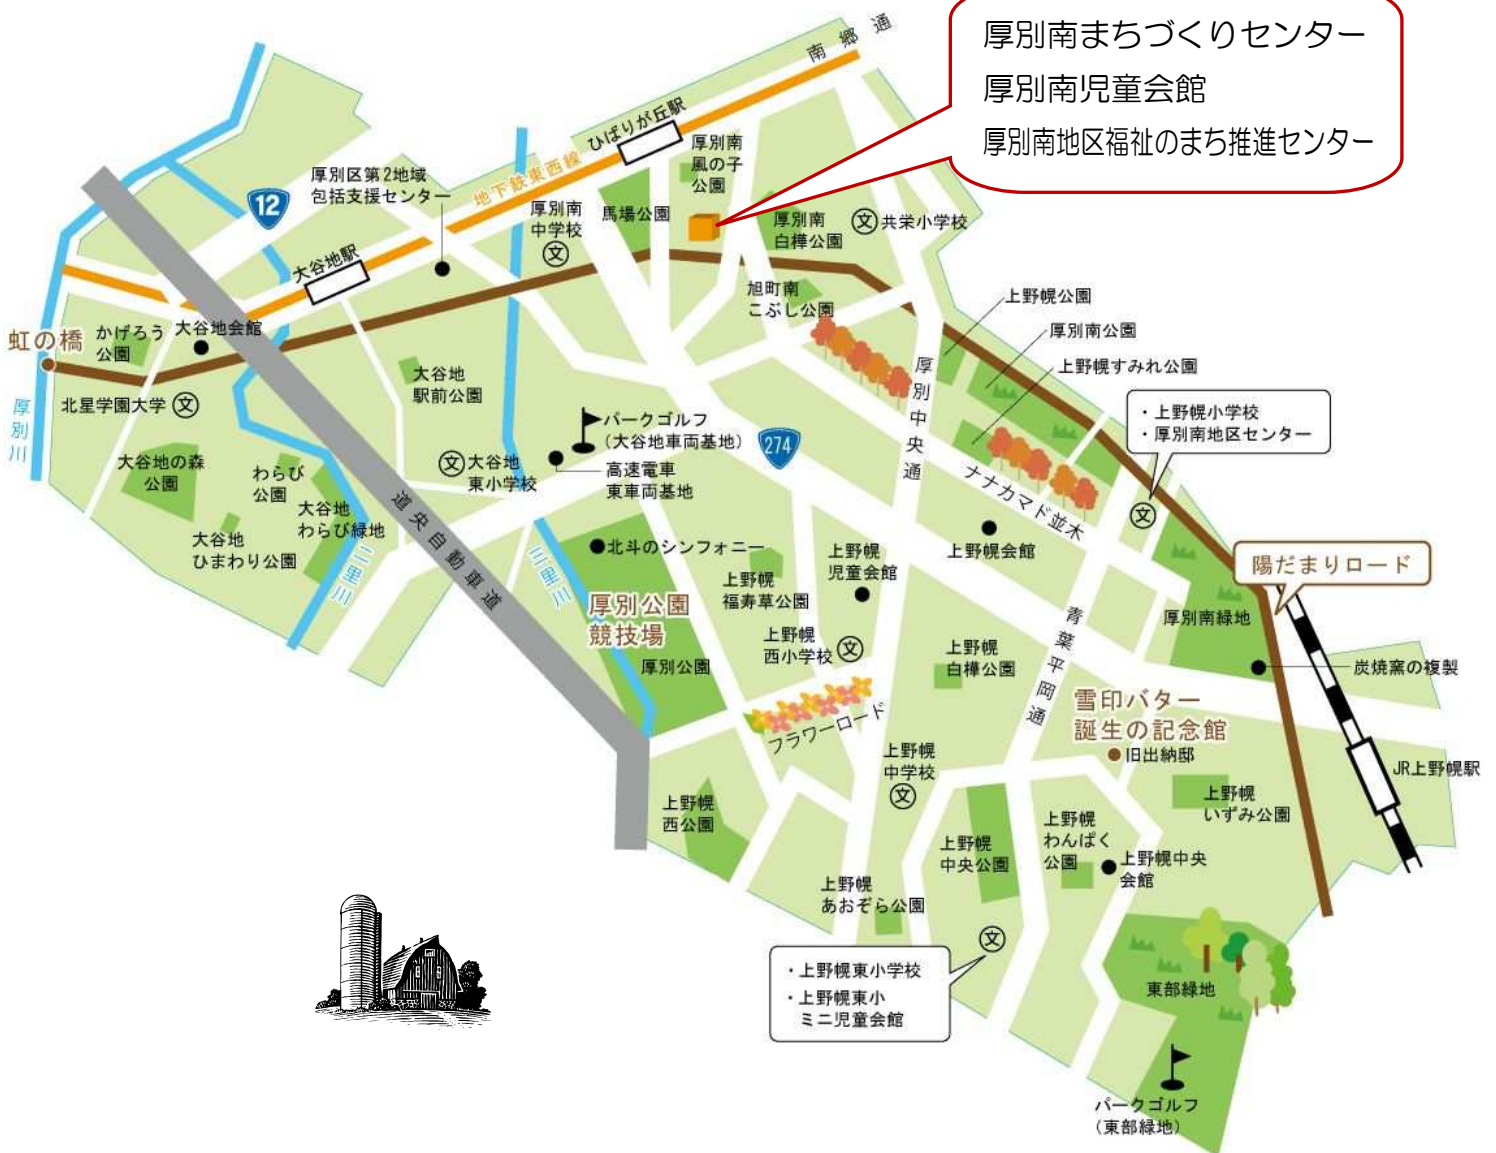 厚別南まちづくりセンター
厚別南児童会館
厚別南地区福祉のまち推進センター
南郷通
ひばりが丘駅
地下鉄東西線
厚別南
風の子
公園
厚別区第2地域
包括支援センター
12
厚別南
中学校
文
馬場公園
厚別南
白樺公園
文
共栄小学校
大谷地駅
旭町南
こぶし公園
上野幌公園
厚別南公園
上野幌すみれ公園
虹の橋
かげろう
公園
大谷地会館
厚別川
北星学園大学
文
大谷地
駅前公園
厚別中央通
・上野幌小学校
・厚別南地区センター
文
パークゴルフ
（大谷地車両基地）
274
高速電車
東車両基地
文
大谷地
東小学校
大谷地の森
公園
わらび
公園
大谷地
わらび緑地
大谷地
ひまわり公園
二里川
道央自動車道
三里川
ナナカマド並木
上野幌会館
北斗のシンフォニー
上野幌
福寿草公園
上野幌
児童会館
陽だまりロード
厚別公園
競技場
厚別公園
上野幌
西小学校
文
上野幌
白樺公園
青葉平岡通
厚別南緑地
炭焼窯の複製
フラワーロード
雪印バター
誕生の記念館
旧出納邸
上野幌
中学校
文
JR上野幌駅
上野幌
西公園
上野幌
いずみ公園
上野幌
中央公園
上野幌
わんぱく
公園
上野幌中央
会館
上野幌
あおぞら公園
文
・上野幌東小学校
・上野幌東小
ミニ児童会館
東部緑地
パークゴルフ
（東部緑地）